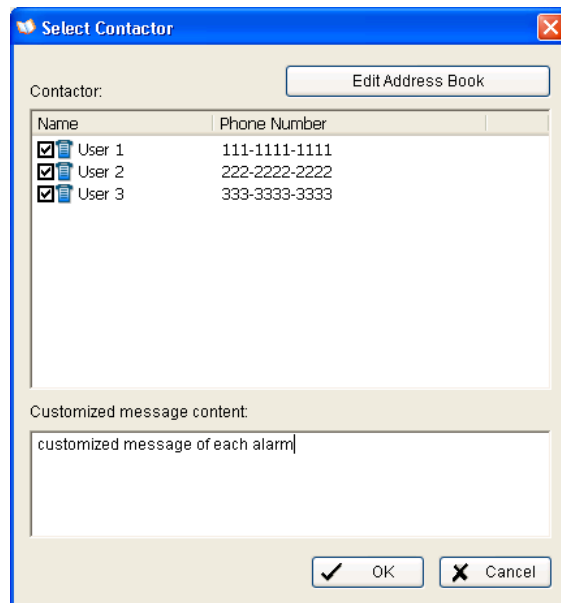 Select Contactor
Edit Address Book
Contactor:
Name Phone Number
User 1 111-1111-1111
User 2 222-2222-2222
User 3 333-3333-3333
Customized message content:
customized message of each alarm
OK Cancel